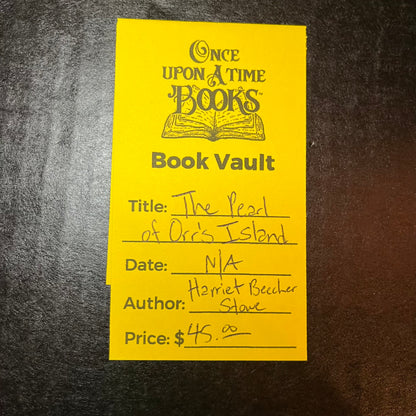 ONCE
UPON A TIME
BOOKS™
Book Vault
Title: The Pearl
of Orr's Island
Date: N/A
Harriet Beecher
Author: Stowe
Price: $45.00